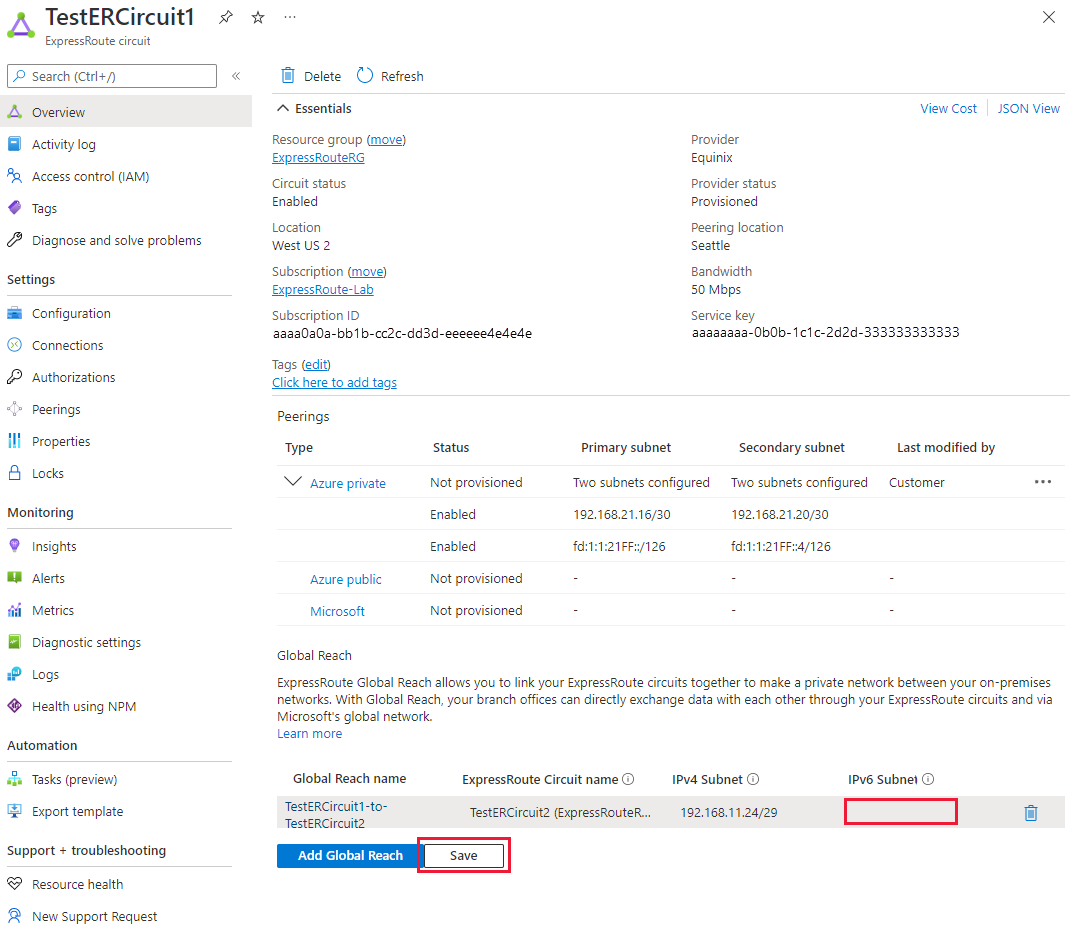 TestERCircuit1
ExpressRoute circuit
Search (Ctrl+/)
Overview
Activity log
Access control (IAM)
Tags
Diagnose and solve problems
Settings
Configuration
Connections
Authorizations
Peerings
Properties
Locks
Monitoring
Insights
Alerts
Metrics
Diagnostic settings
Logs
Health using NPM
Automation
Tasks (preview)
Export template
Support + troubleshooting
Resource health
New Support Request
Delete Refresh
Essentials View Cost JSON View
Resource group (move)
ExpressRouteRG
Circuit status
Enabled
Location
West US 2
Subscription (move)
ExpressRoute-Lab
Subscription ID
aaaa0a0a-bb1b-cc2c-dd3d-eeeeee4e4e4e
Tags (edit)
Click here to add tags
Provider
Equinix
Provider status
Provisioned
Peering location
Seattle
Bandwidth
50 Mbps
Service key
aaaaaaaa-0b0b-1c1c-2d2d-333333333333
Peerings
Type Status Primary subnet Secondary subnet Last modified by
Azure private Not provisioned Two subnets configured Two subnets configured Customer
Enabled 192.168.21.16/30 192.168.21.20/30
Enabled fd:1:1:21FF::/126 fd:1:1:21FF::4/126
Azure public Not provisioned - - -
Microsoft Not provisioned - - -
Global Reach
ExpressRoute Global Reach allows you to link your ExpressRoute circuits together to make a private network between your on-premises
networks. With Global Reach, your branch offices can directly exchange data with each other through your ExpressRoute circuits and via
Microsoft's global network.
Learn more
Global Reach name ExpressRoute Circuit name IPv4 Subnet IPv6 Subnet
TestERCircuit1-to-
TestERCircuit2 TestERCircuit2 (ExpressRouteR... 192.168.11.24/29
Add Global Reach Save